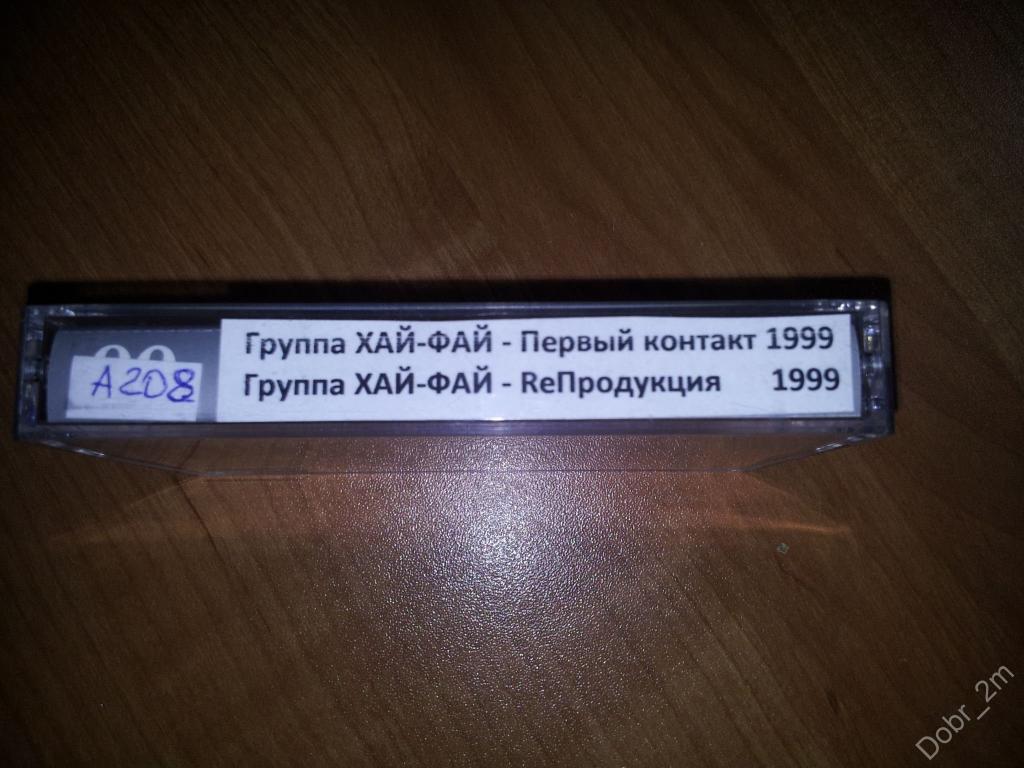 Группа ХАЙ-ФАЙ - Первый контакт 1999
Группа ХАЙ-ФАЙ - ReПродукция 1999
A208
Dobr_2m